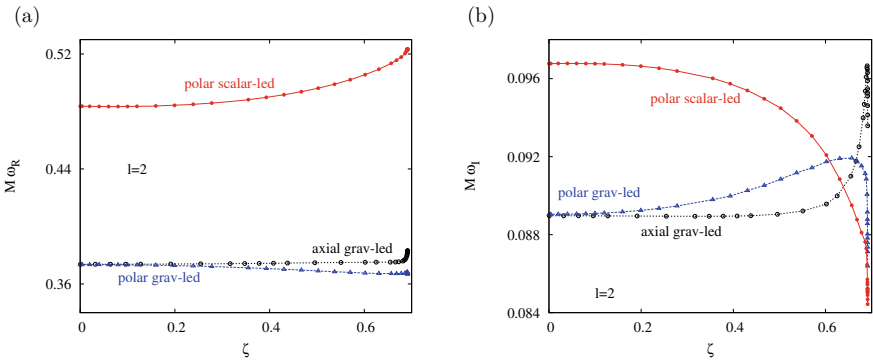 (a)
0.52
0.44
0.36
M ω_R
polar scalar-led
l=2
axial grav-led
polar grav-led
0
0.2
0.4
0.6
ζ
(b)
0.096
0.092
0.088
0.084
M ω_I
polar scalar-led
polar grav-led
axial grav-led
l=2
0
0.2
0.4
0.6
ζ